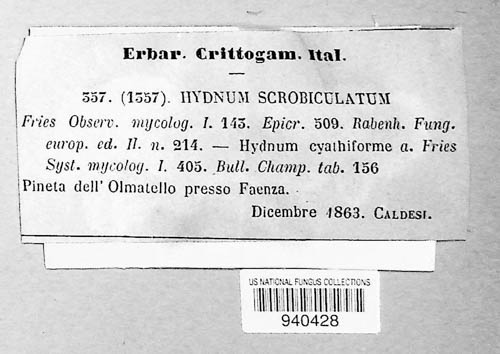 Erbar. Crittogam. Ital.
357. (1357). HYDNUM SCROBICULATUM
Fries Observ. mycolog. I. 143. Epicr. 509. Rabenh. Fung.
europ. ed. II. n. 214. — Hydnum cyathiforme a. Fries
Syst. mycolog. I. 405. Bull. Champ. tab. 156
Pineta dell' Olmatello presso Faenza.
Dicembre 1863. CALDESI.
US NATIONAL FUNGUS COLLECTIONS
940428